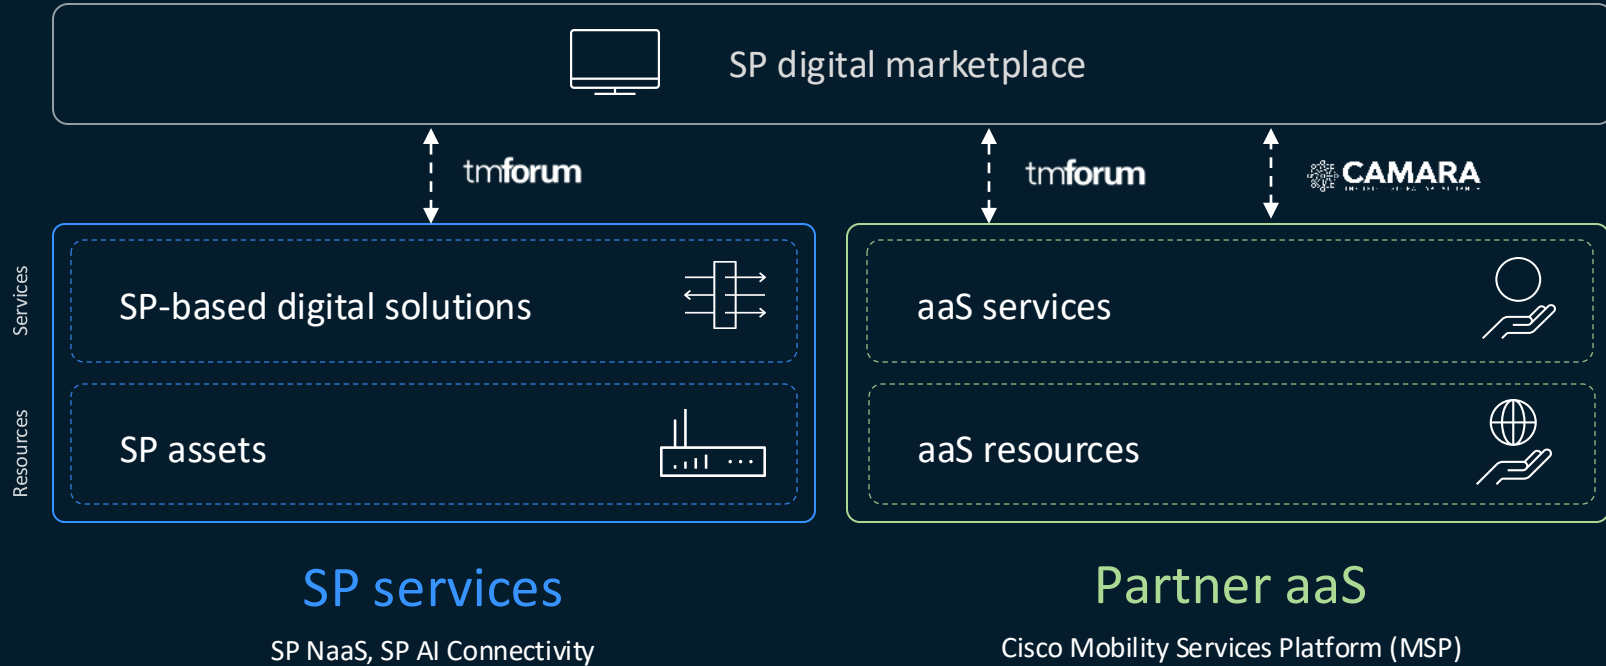 SP digital marketplace
tmforum
tmforum
CAMARA
Services
SP-based digital solutions
aaS services
Resources
SP assets
aaS resources
SP services
Partner aaS
SP NaaS, SP AI Connectivity
Cisco Mobility Services Platform (MSP)